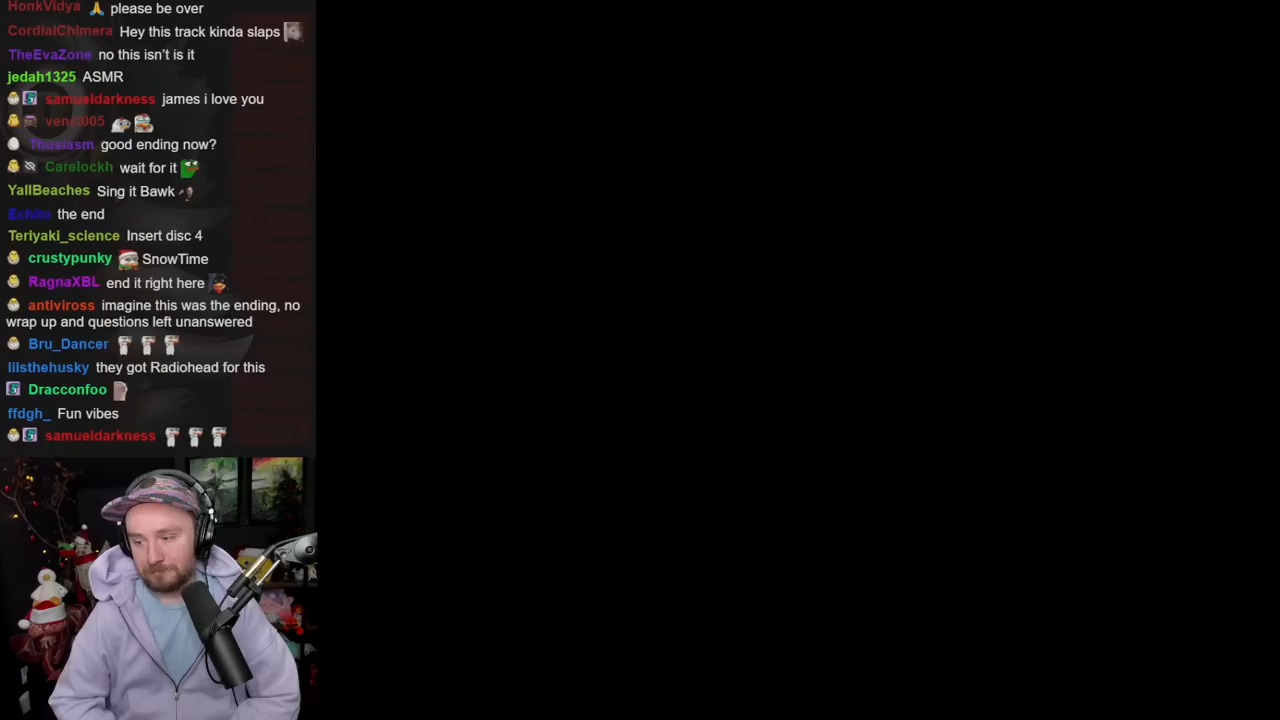 HonkVidya 🙏 please be over
CordialChimera Hey this track kinda slaps
TheEvaZone no this isn't is it
jedah1325 ASMR
samueldarkness james i love you
good ending now?
Thusiasm
Carelockh wait for it
YallBeaches Sing it Bawk
Echito the end
Teriyaki_science Insert disc 4
crustypunky SnowTime
RagnaXBL end it right here
antiviross imagine this was the ending, no
wrap up and questions left unanswered
Bru_Dancer
lilsthehusky they got Radiohead for this
Dracconfoo
ffdgh_ Fun vibes
samueldarkness